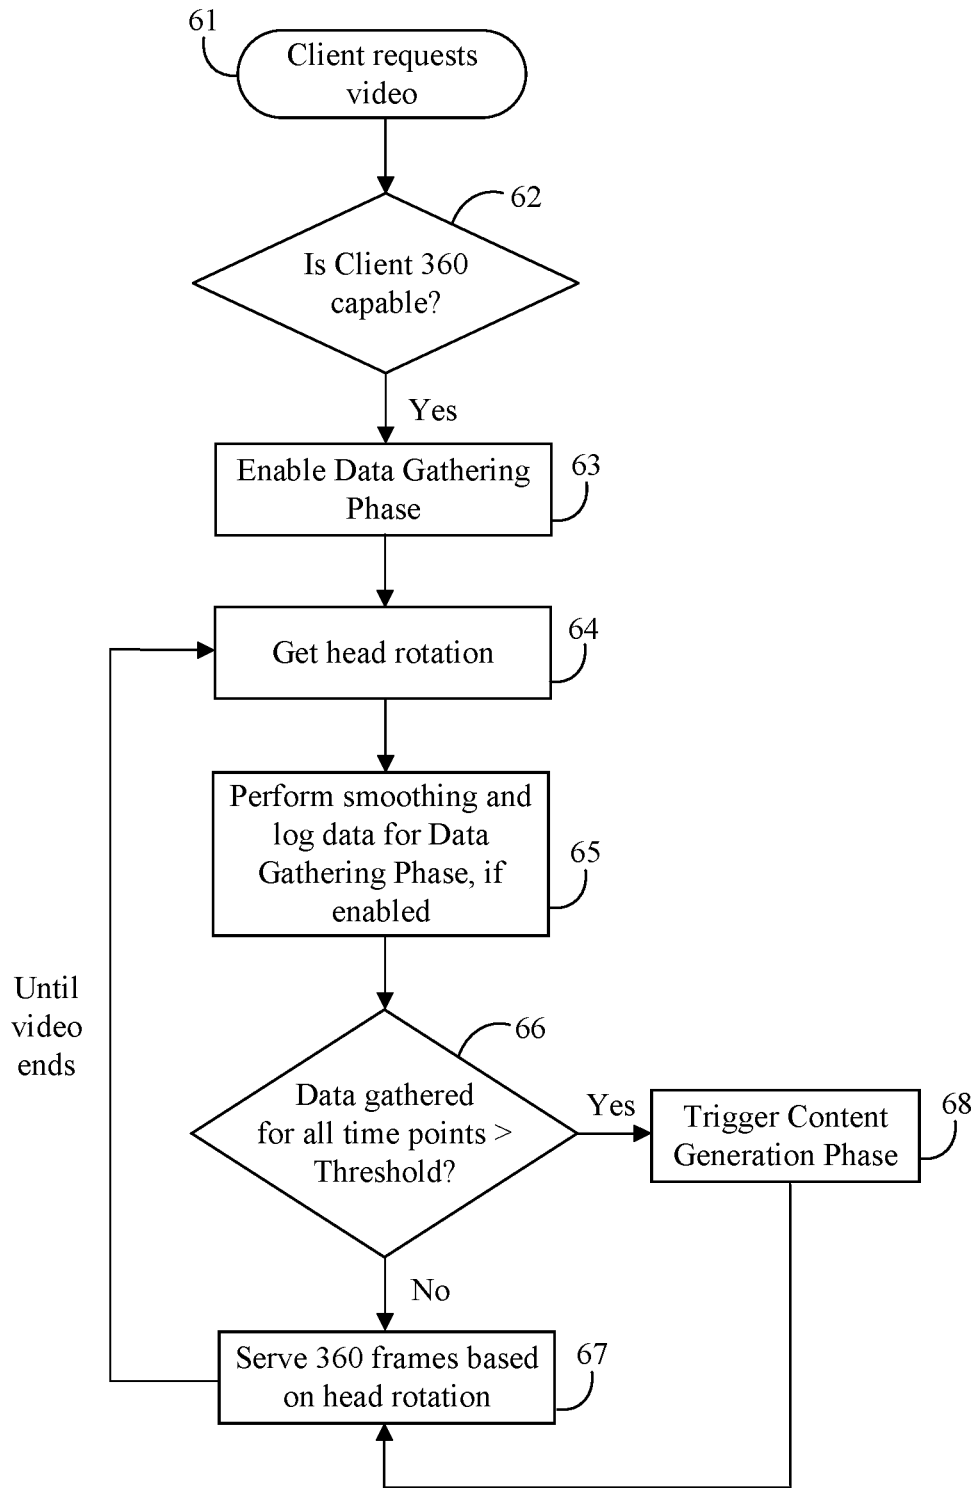 61
Client requests
video
62
Is Client 360
capable?
Yes
63
Enable Data Gathering
Phase
64
Get head rotation
Perform smoothing and
log data for Data
Gathering Phase, if
enabled
65
Until
video
ends
66
Data gathered
for all time points >
Threshold?
Yes
68
Trigger Content
Generation Phase
No
Serve 360 frames based
on head rotation
67